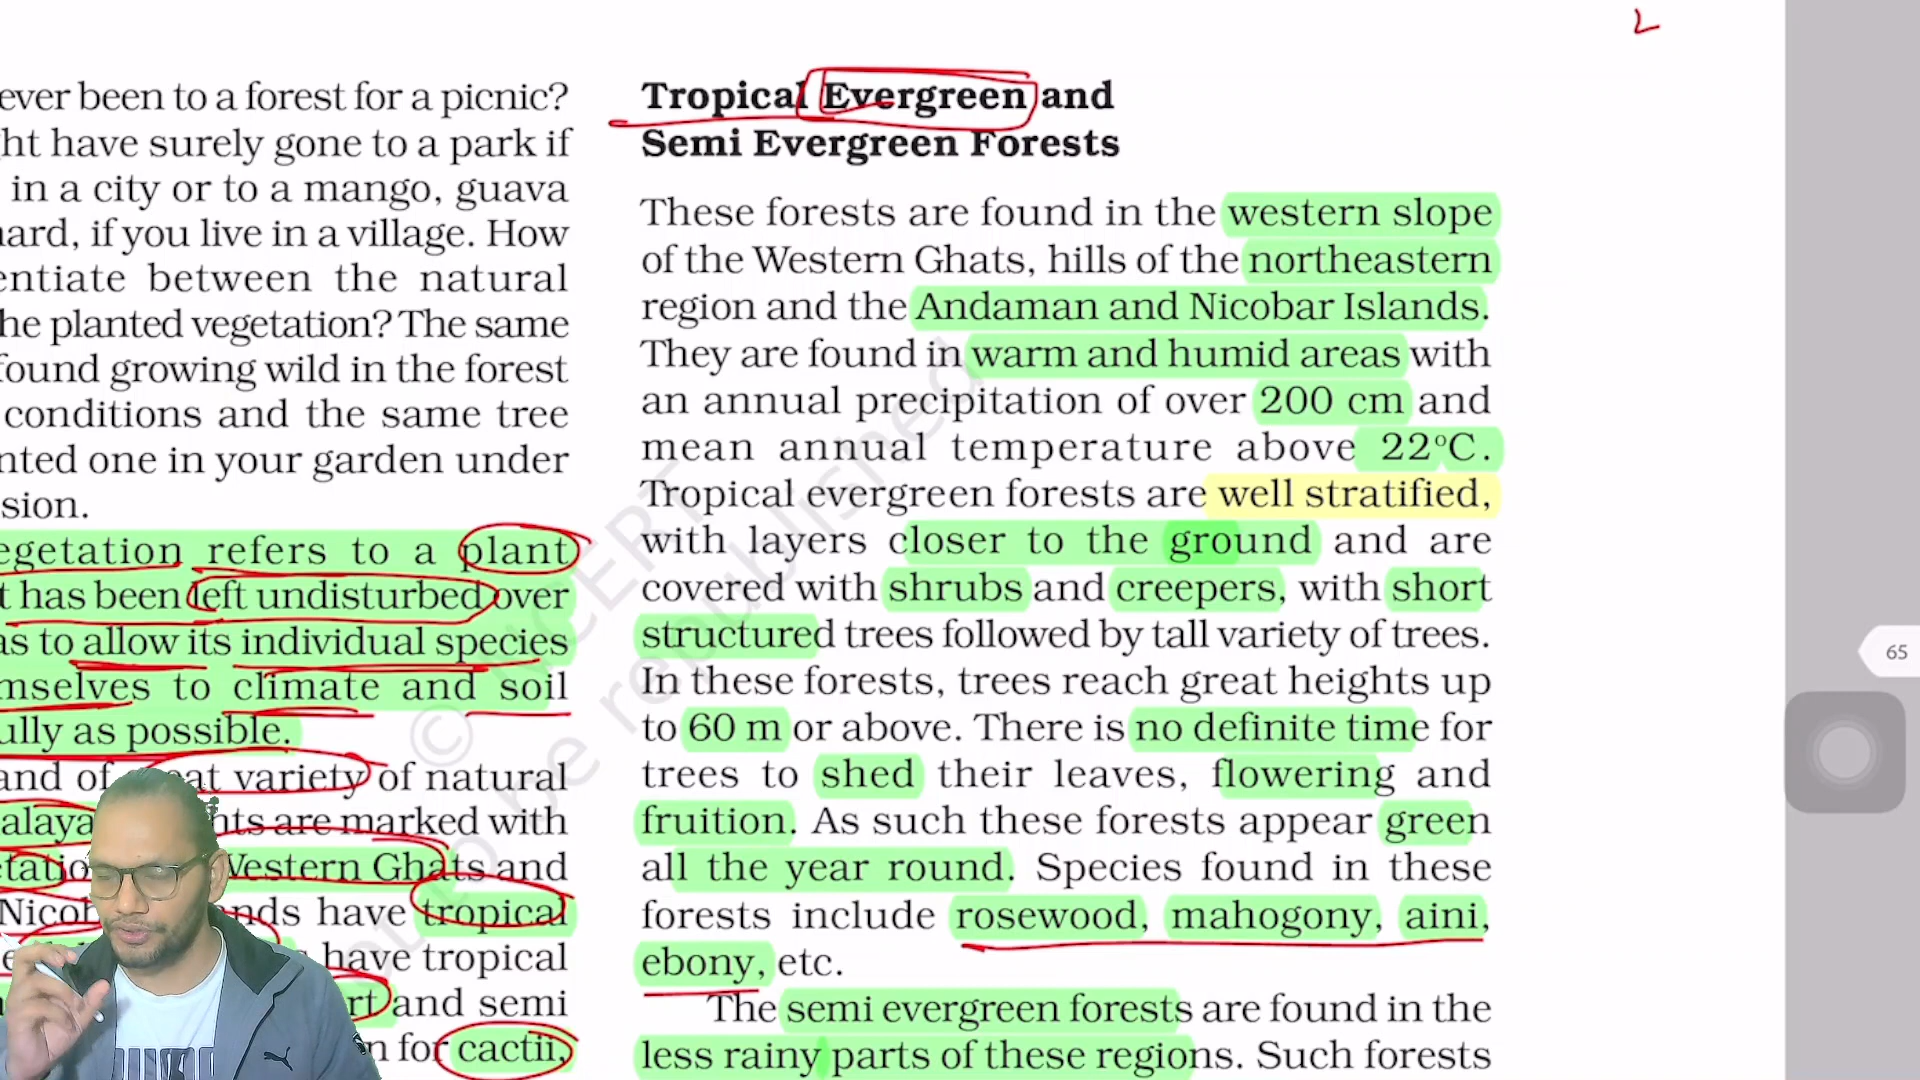 ever been to a forest for a picnic?
ht have surely gone to a park if
in a city or to a mango, guava
ard, if you live in a village. How
entiate between the natural
he planted vegetation? The same
found growing wild in the forest
conditions and the same tree
nted one in your garden under
sion.
egetation refers to a plant
t has been left undisturbed over
as to allow its individual species
mselves to climate and soil
ully as possible.
and of variety of natural
alaya are marked with
Western Ghats and
Nicob nds have tropical
have tropical
rt and semi
n for cactii,
Tropical Evergreen and
Semi Evergreen Forests
These forests are found in the western slope
of the Western Ghats, hills of the northeastern
region and the Andaman and Nicobar Islands.
They are found in warm and humid areas with
an annual precipitation of over 200 cm and
mean annual temperature above 22°C.
Tropical evergreen forests are well stratified,
with layers closer to the ground and are
covered with shrubs and creepers, with short
structured trees followed by tall variety of trees.
In these forests, trees reach great heights up
to 60 m or above. There is no definite time for
trees to shed their leaves, flowering and
fruition. As such these forests appear green
all the year round. Species found in these
forests include rosewood, mahogony, aini,
ebony, etc.
The semi evergreen forests are found in the
less rainy parts of these regions. Such forests
65
© NCERT
be republished
PUMA